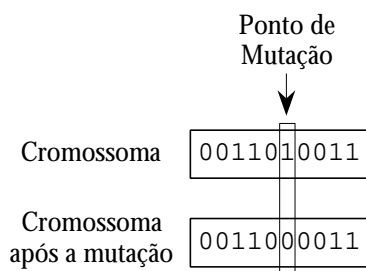 Ponto de
Mutação
Cromossoma
0011010011
Cromossoma
após a mutação
0011000011